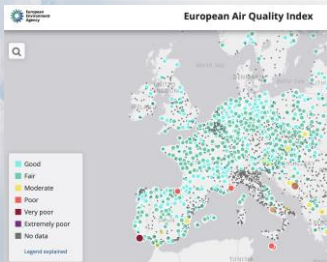 European
Environment
Agency
European Air Quality Index
Good
Fair
Moderate
Poor
Very poor
Extremely poor
No data
Legend explained
TUNISIA